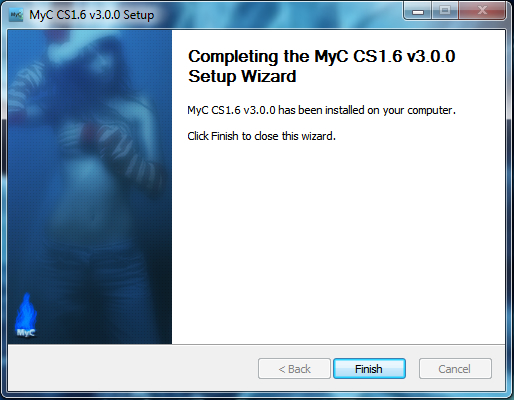 MyC CS1.6 v3.0.0 Setup
Completing the MyC CS1.6 v3.0.0
Setup Wizard
MyC CS1.6 v3.0.0 has been installed on your computer.
Click Finish to close this wizard.
MyC
< Back
Finish
Cancel